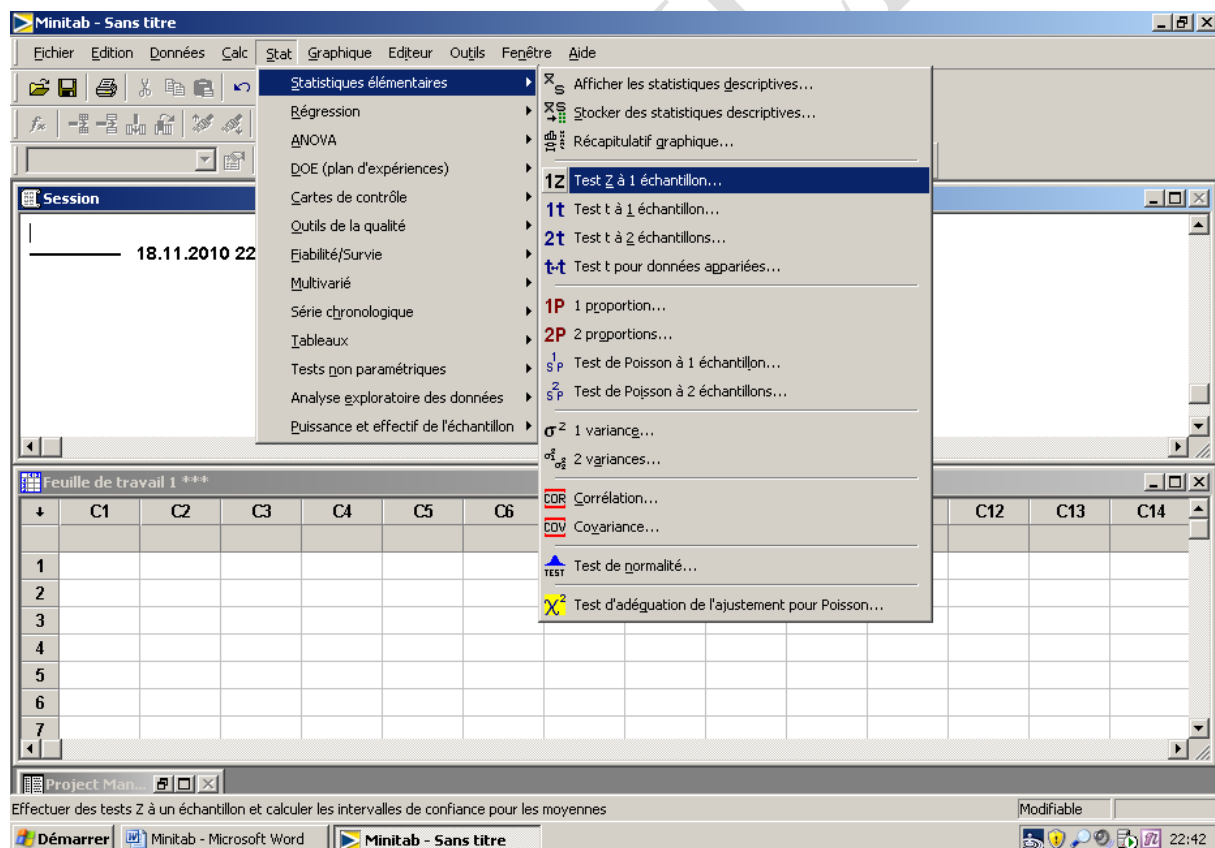 Minitab - Sans titre
Fichier Edition Données Calc Stat Graphique Editeur Outils Fenêtre Aide
Statistiques élémentaires
Régression
ANOVA
DOE (plan d'expériences)
Cartes de contrôle
Outils de la qualité
Fiabilité/Survie
Multivarié
Série chronologique
Tableaux
Tests non paramétriques
Analyse exploratoire des données
Puissance et effectif de l'échantillon
Afficher les statistiques descriptives...
Stocker des statistiques descriptives...
Récapitulatif graphique...
1Z Test Z à 1 échantillon...
1t Test t à 1 échantillon...
2t Test t à 2 échantillons...
t-t Test t pour données appariées...
1P 1 proportion...
2P 2 proportions...
1 S P Test de Poisson à 1 échantillon...
2 S P Test de Poisson à 2 échantillons...
σ² 1 variance...
2 variances...
COR Corrélation...
COV Covariance...
TEST Test de normalité...
χ² Test d'adéquation de l'ajustement pour Poisson...
Session
18.11.2010 22
Feuille de travail 1 ***
C1 C2 C3 C4 C5 C6 C12 C13 C14
1
2
3
4
5
6
7
Project Man...
Effectuer des tests Z à un échantillon et calculer les intervalles de confiance pour les moyennes
Modifiable
Démarrer Minitab - Microsoft Word Minitab - Sans titre 22:42